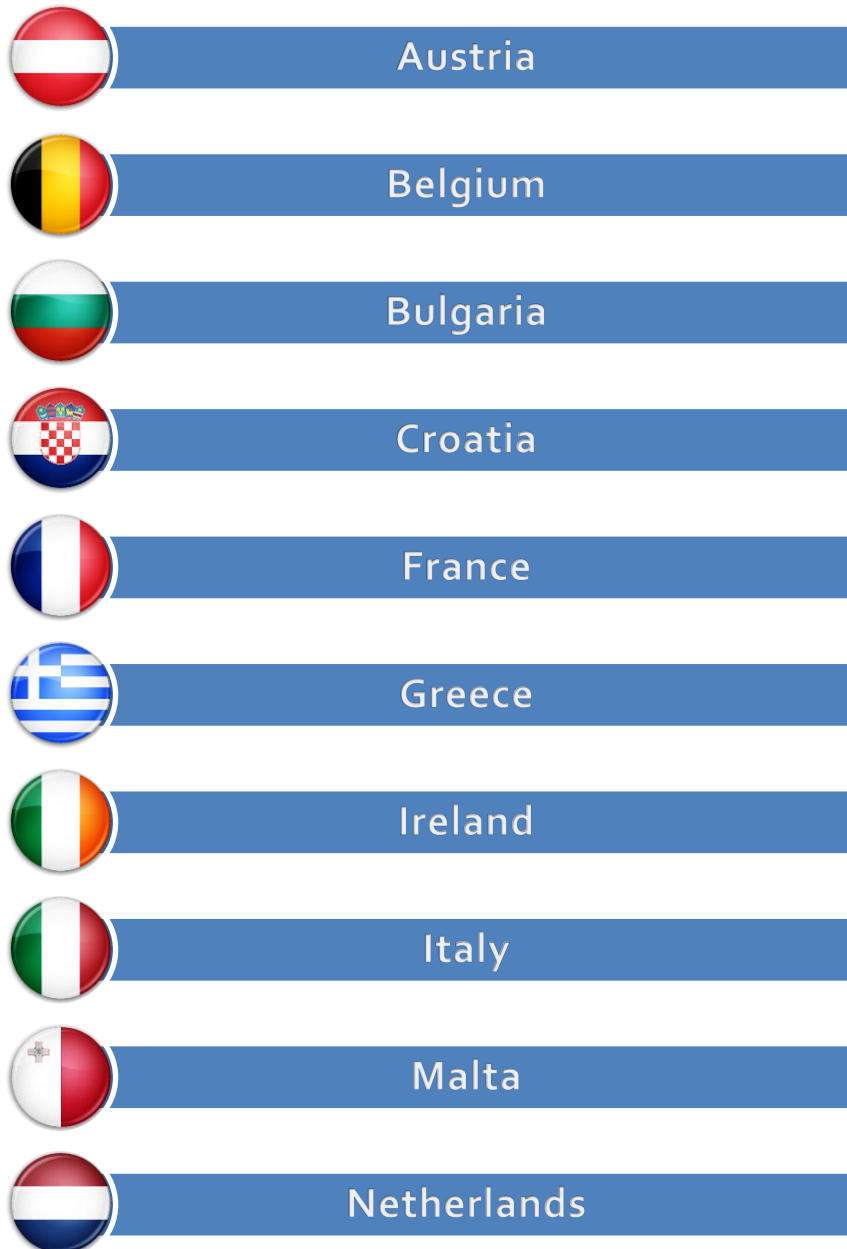 Austria
Belgium
Bulgaria
Croatia
France
Greece
Ireland
Italy
Malta
Netherlands